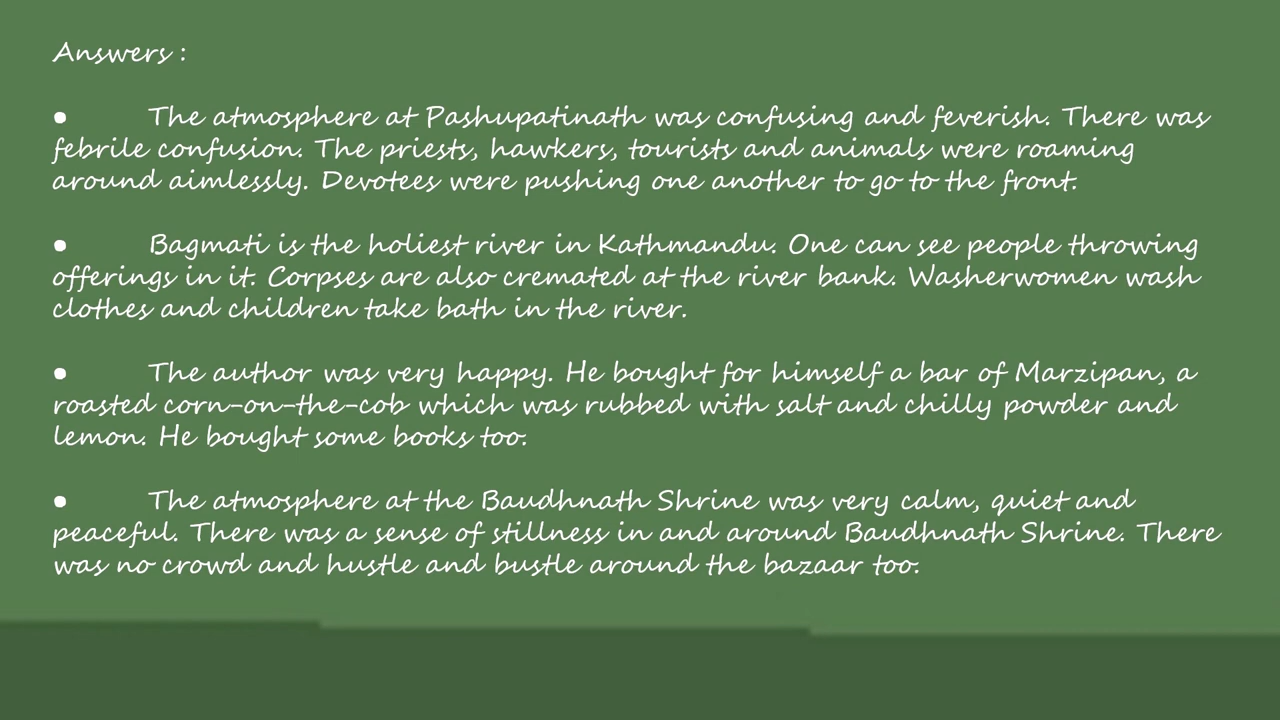 Answers :
• The atmosphere at Pashupatinath was confusing and feverish. There was
febrile confusion. The priests, hawkers, tourists and animals were roaming
around aimlessly. Devotees were pushing one another to go to the front.
• Bagmati is the holiest river in Kathmandu. One can see people throwing
offerings in it. Corpses are also cremated at the river bank. Washerwomen wash
clothes and children take bath in the river.
• The author was very happy. He bought for himself a bar of Marzipan, a
roasted corn-on-the-cob which was rubbed with salt and chilly powder and
lemon. He bought some books too.
• The atmosphere at the Baudhnath Shrine was very calm, quiet and
peaceful. There was a sense of stillness in and around Baudhnath Shrine. There
was no crowd and hustle and bustle around the bazaar too.